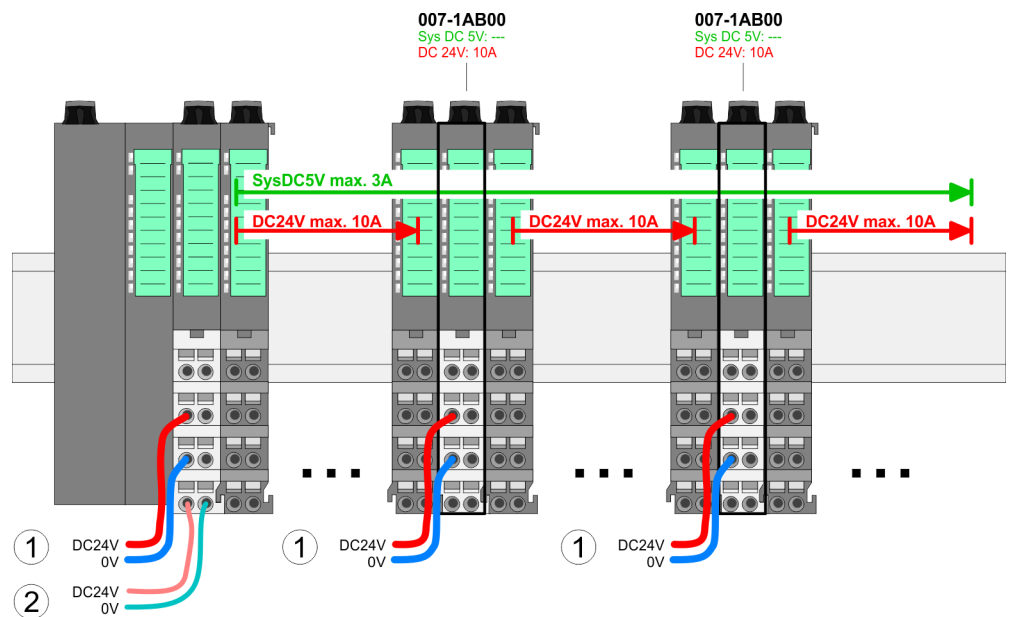 007-1AB00
Sys DC 5V: ---
DC 24V: 10A
007-1AB00
Sys DC 5V: ---
DC 24V: 10A
SysDC5V max. 3A
DC24V max. 10A
DC24V max. 10A
DC24V max. 10A
1
DC24V
0V
2
DC24V
0V
1
DC24V
0V
1
DC24V
0V